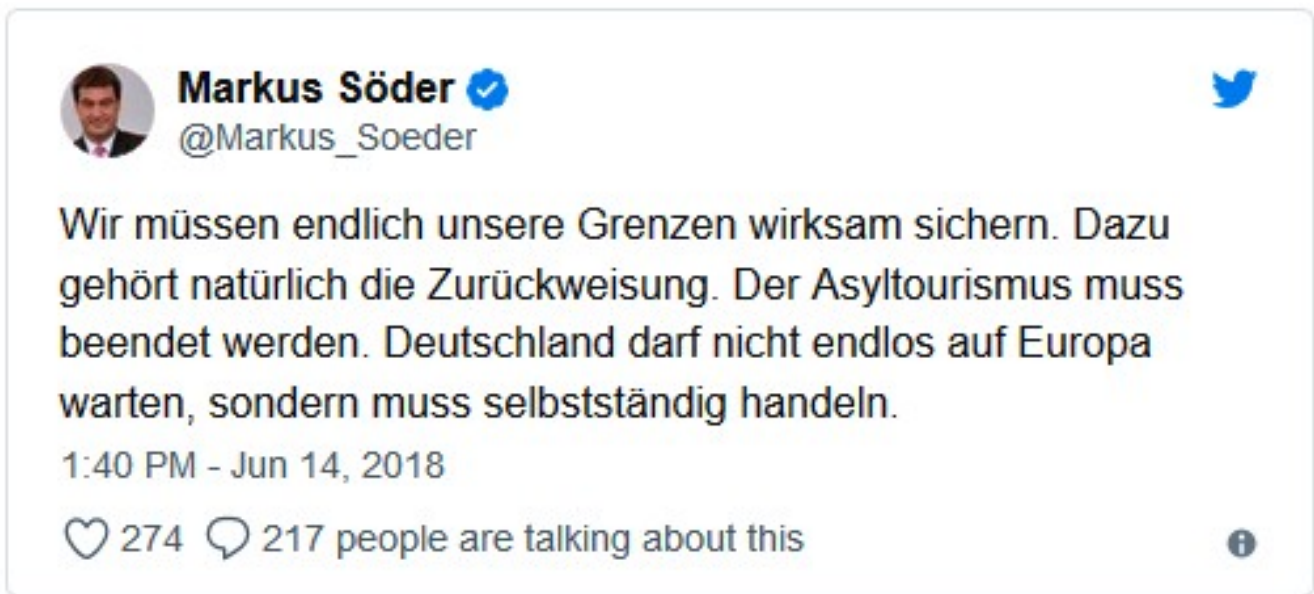 Markus Söder
@Markus_Soeder
Wir müssen endlich unsere Grenzen wirksam sichern. Dazu
gehört natürlich die Zurückweisung. Der Asyltourismus muss
beendet werden. Deutschland darf nicht endlos auf Europa
warten, sondern muss selbstständig handeln.
1:40 PM - Jun 14, 2018
274 217 people are talking about this